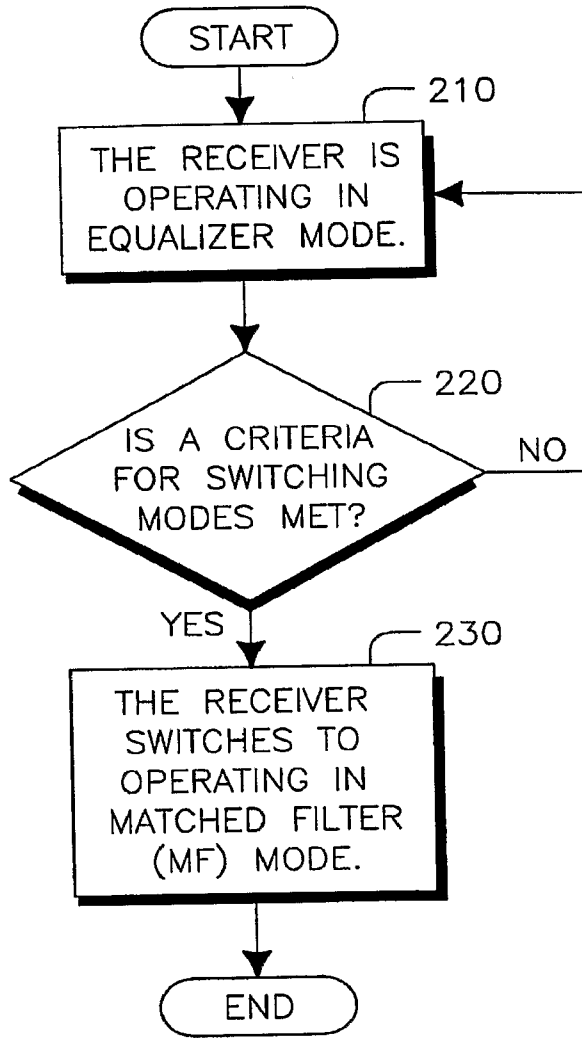 START
210
THE RECEIVER IS
OPERATING IN
EQUALIZER MODE.
220
IS A CRITERIA
FOR SWITCHING
MODES MET?
NO
YES
230
THE RECEIVER
SWITCHES TO
OPERATING IN
MATCHED FILTER
(MF) MODE.
END